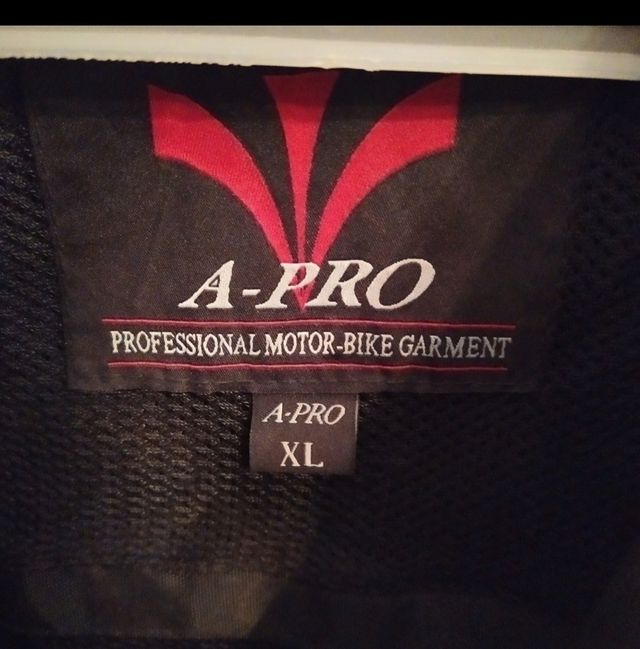 A-PRO
PROFESSIONAL MOTOR-BIKE GARMENT
A-PRO
XL